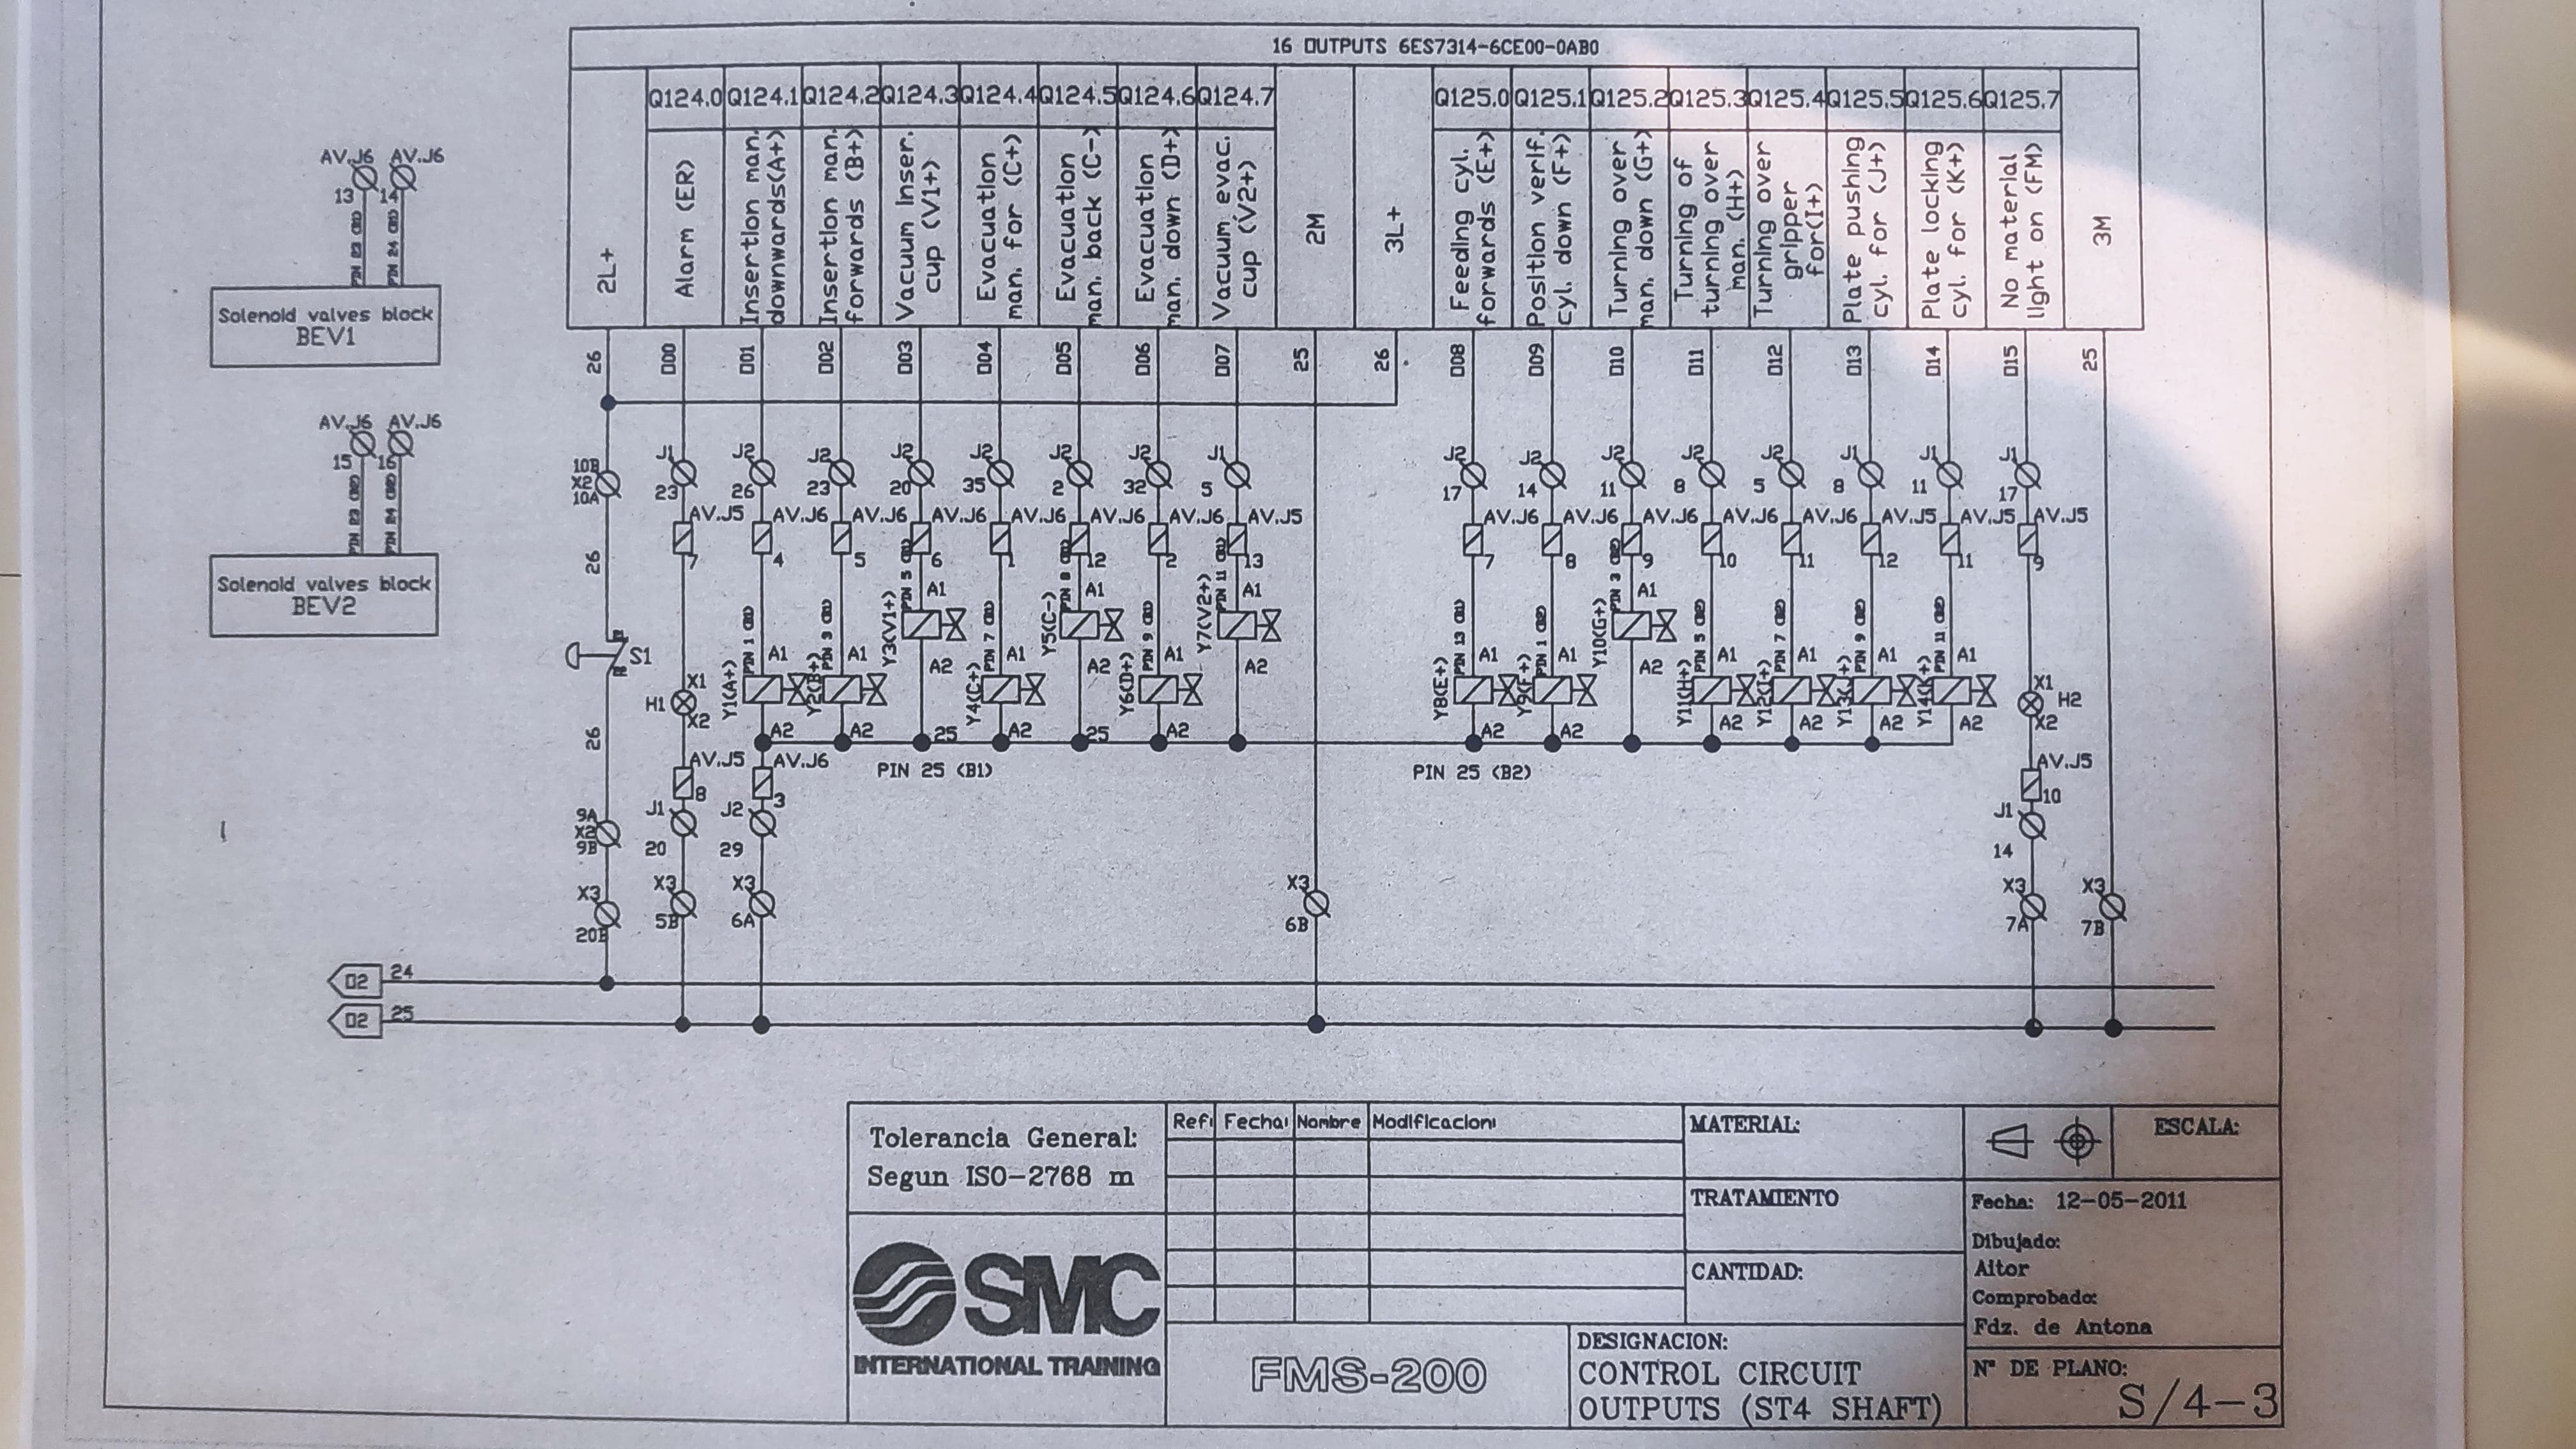 16 OUTPUTS 6ES7314-6CE00-0AB0
2L+
Q124.0
Alarm (ER)
Q124.1
Insertion man.
downwards(A+)
Q124.2
Insertion man.
forwards (B+)
Q124.3
Vacuum inser.
cup (V1+)
Q124.4
Evacuation
man. for (C+)
Q124.5
Evacuation
man. back (C-)
Q124.6
Evacuation
man. down (D+)
Q124.7
Vacuum evac.
cup (V2+)
2M
3L+
Q125.0
Feeding cyl.
forwards (E+)
Q125.1
Position verif.
cyl. down (F+)
Q125.2
Turning over
man. down (G+)
Q125.3
Turning of
turning over
man. (H+)
Q125.4
Turning over
gripper
for(I+)
Q125.5
Plate pushing
cyl. for (J+)
Q125.6
Plate locking
cyl. for (K+)
Q125.7
No material
light on (FM)
3M
AV.J6 AV.J6
13 14
PIN 23 (B1) PIN 24 (B1)
Solenoid valves block
BEV1
AV.J6 AV.J6
15 16
PIN 23 (B2) PIN 24 (B2)
Solenoid valves block
BEV2
26 D00 D01 D02 D03 D04 D05 D06 D07 25 26 D08 D09 D10 D11 D12 D13 D14 D15 25
10B J1 J2 J2 J2 J2 J2 J2 J1 J2 J2 J2 J2 J2 J1 J1 J1
X2
10A 23 26 23 20 35 2 32 5 17 14 11 8 5 8 11 17
AV.J5 AV.J6 AV.J6 AV.J6 AV.J6 AV.J6 AV.J6 AV.J5 AV.J6 AV.J6 AV.J6 AV.J6 AV.J6 AV.J5 AV.J5 AV.J5
26 7 4 5 6 1 12 2 13 7 8 9 10 11 12 11 9
PIN 5 (B1) PIN 8 (B1) PIN 11 (B1) PIN 3 (B2)
A1 A1 A1 A1
Y3(V1+) Y5(C-) Y7(V2+) Y10(G+)
PIN 1 (B1) PIN 3 (B1) PIN 7 (B1) PIN 9 (B1) PIN 13 (B1) PIN 1 (B2) PIN 5 (B2) PIN 7 (B2) PIN 9 (B2) PIN 11 (B2)
S1 A1 A1 A2 A1 A2 A1 A2 A1 A1 A2 A1 A1 A1 A1
Y1(A+) Y2(B+) Y4(C+) Y6(D+) Y8(E+) Y9(F+) Y11(H+) Y12(I+) Y13(J+) Y14(K+)
H1 X1 X2
X1 H2 X2
26 A2 A2 25 A2 25 A2 A2 A2 A2 A2 A2 A2
PIN 25 (B1) PIN 25 (B2)
AV.J5 AV.J6 AV.J5
8 3 10
9A J1 J2 J1
X2
9B 20 29 14
X3 X3 X3 X3 X3 X3
20B 5B 6A 6B 7A 7B
D2 24
D2 25
Tolerancia General:
Segun ISO-2768 m
Ref: Fecha: Nombre Modificacion:
MATERIAL:
ESCALA:
TRATAMIENTO
CANTIDAD:
Fecha: 12-05-2011
Dibujado:
Aitor
Comprobado:
Fdz. de Antona
SMC
INTERNATIONAL TRAINING
FMS-200
DESIGNACION:
CONTROL CIRCUIT
OUTPUTS (ST4 SHAFT)
Nº DE PLANO:
S/4-3